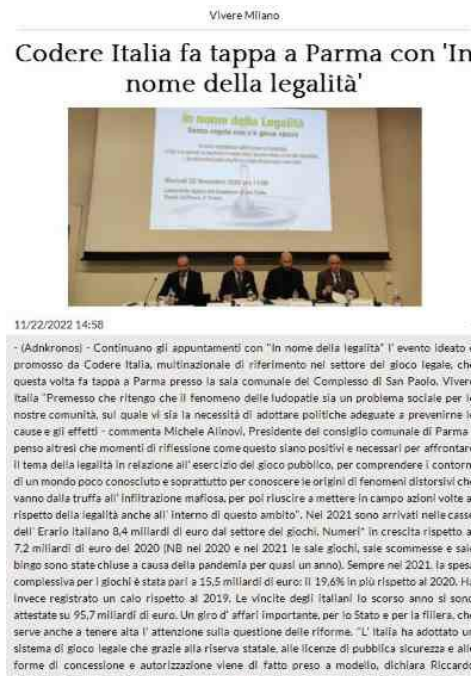 Vivere Milano
Codere Italia fa tappa a Parma con 'In
nome della legalità'
In nome della Legalità
Senza regole non c'è gioco sicuro
11/22/2022 14:58
- (Adnkronos) - Continuano gli appuntamenti con "In nome della legalità" l' evento ideato e
promosso da Codere Italia, multinazionale di riferimento nel settore del gioco legale, che
questa volta fa tappa a Parma presso la sala comunale del Complesso di San Paolo. Vivere
Italia "Premesso che ritengo che il fenomeno delle ludopatie sia un problema sociale per le
nostre comunità, sul quale vi sia la necessità di adottare politiche adeguate a prevenirne le
cause e gli effetti - commenta Michele Alinovi, Presidente del consiglio comunale di Parma -
penso altresì che momenti di riflessione come questo siano positivi e necessari per affrontare
il tema della legalità in relazione all' esercizio del gioco pubblico, per comprendere i contorni
di un mondo poco conosciuto e soprattutto per conoscere le origini di fenomeni distorsivi che
vanno dalla truffa all' infiltrazione mafiosa, per poi riuscire a mettere in campo azioni volte al
rispetto della legalità anche all' interno di questo ambito". Nel 2021 sono arrivati nelle casse
dell' Erario italiano 8,4 miliardi di euro dal settore dei giochi. Numeri" in crescita rispetto ai
7,2 miliardi di euro del 2020 (NB nel 2020 e nel 2021 le sale giochi, sale scommesse e sale
bingo sono state chiuse a causa della pandemia per quasi un anno). Sempre nel 2021, la spesa
complessiva per i giochi è stata pari a 15,5 miliardi di euro: il 19,6% in più rispetto al 2020. Ha
invece registrato un calo rispetto al 2019. Le vincite degli italiani lo scorso anno si sono
attestate su 95,7 miliardi di euro. Un giro d' affari importante, per lo Stato e per la filiera, che
serve anche a tenere alta l' attenzione sulla questione delle riforme. "L' Italia ha adottato un
sistema di gioco legale che grazie alla riserva statale, alle licenze di pubblica sicurezza e alle
forme di concessione e autorizzazione viene di fatto preso a modello, dichiara Riccardo